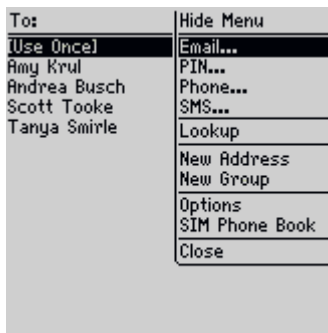 To:
[Use Once]
Amy Krul
Andrea Busch
Scott Tooke
Tanya Smirle
Hide Menu
Email...
PIN...
Phone...
SMS...
Lookup
New Address
New Group
Options
SIM Phone Book
Close